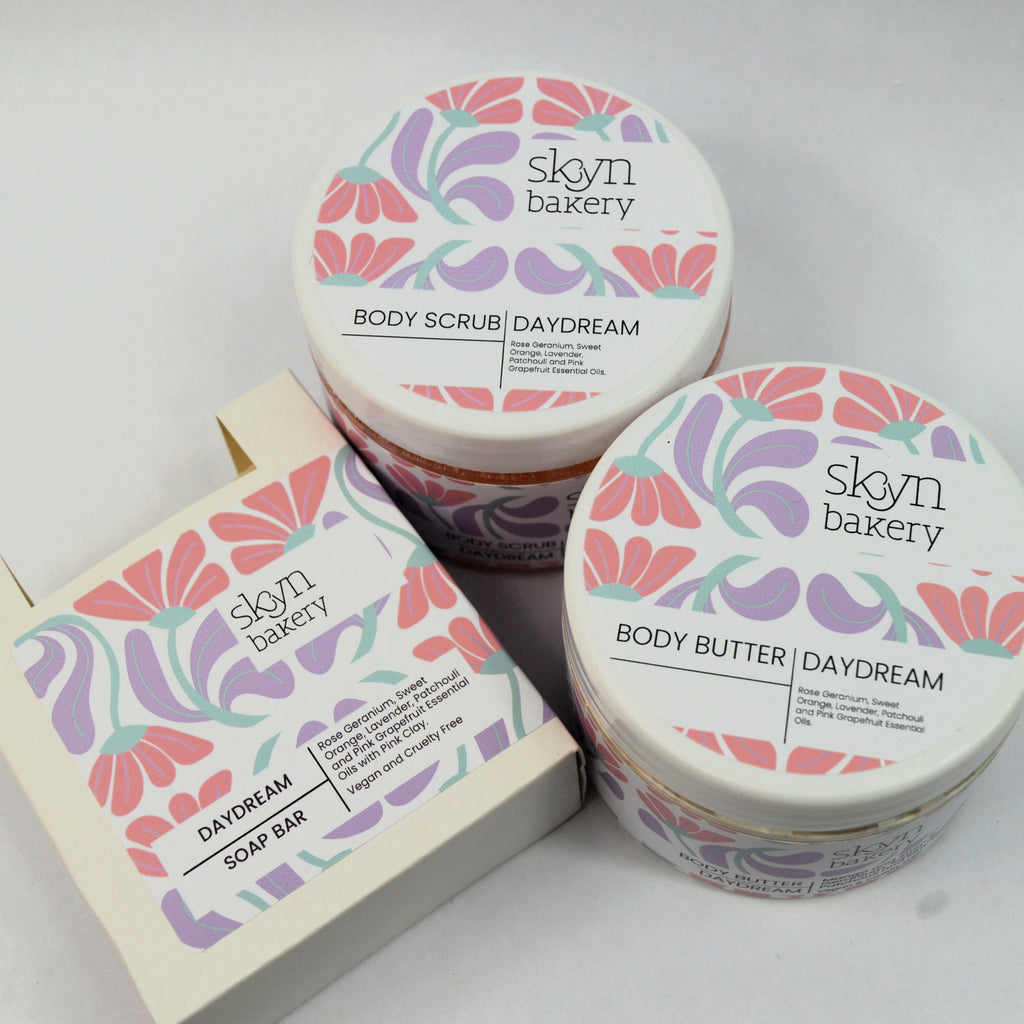 skyn
bakery
BODY SCRUB
DAYDREAM
Rose Geranium, Sweet
Orange, Lavender,
Patchouli and Pink
Grapefruit Essential Oils.
BODY SCRUB
DAYDREAM
skyn
bakery
BODY BUTTER
DAYDREAM
Rose Geranium, Sweet
Orange, Lavender, Patchouli
and Pink Grapefruit Essential
Oils.
BODY BUTTER
DAYDREAM
skyn
bakery
skyn
bakery
DAYDREAM
SOAP BAR
Rose Geranium, Sweet
Orange, Lavender, Patchouli
and Pink Grapefruit Essential
Oils with Pink Clay.
Vegan and Cruelty Free